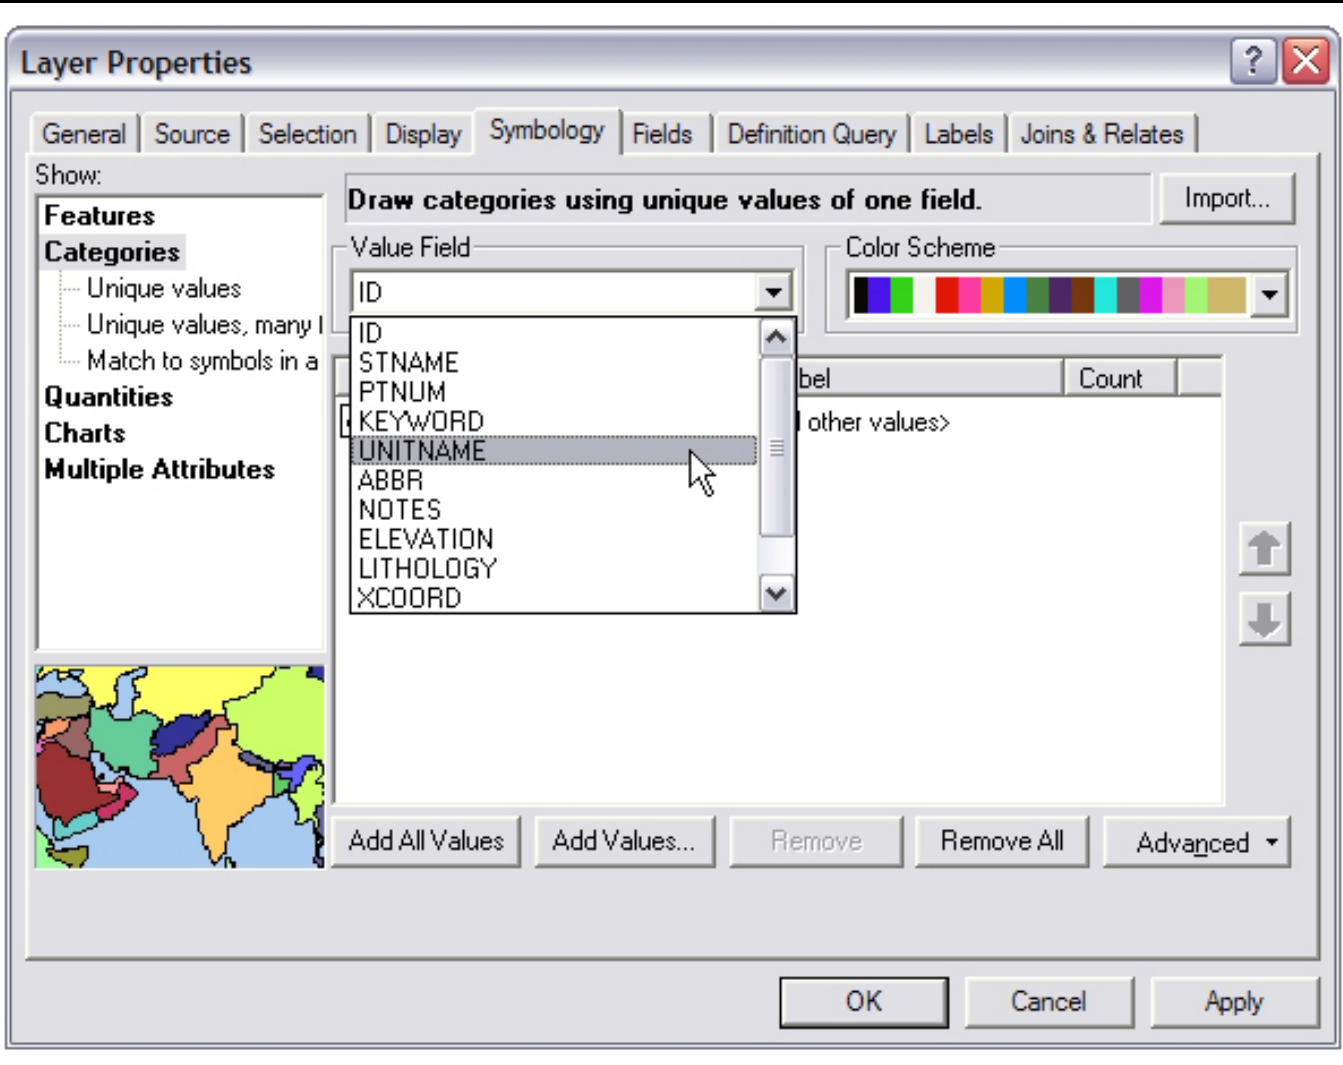 Layer Properties
?
General Source Selection Display Symbology Fields Definition Query Labels Joins & Relates
Show:
Features
Categories
Unique values
Unique values, many
Match to symbols in a
Quantities
Charts
Multiple Attributes
Draw categories using unique values of one field.
Import...
Value Field
ID
Color Scheme
ID
STNAME
PTNUM
KEYWORD
UNITNAME
ABBR
NOTES
ELEVATION
LITHOLOGY
XCOORD
bel Count
other values>
Add All Values Add Values... Remove Remove All Advanced
OK Cancel Apply